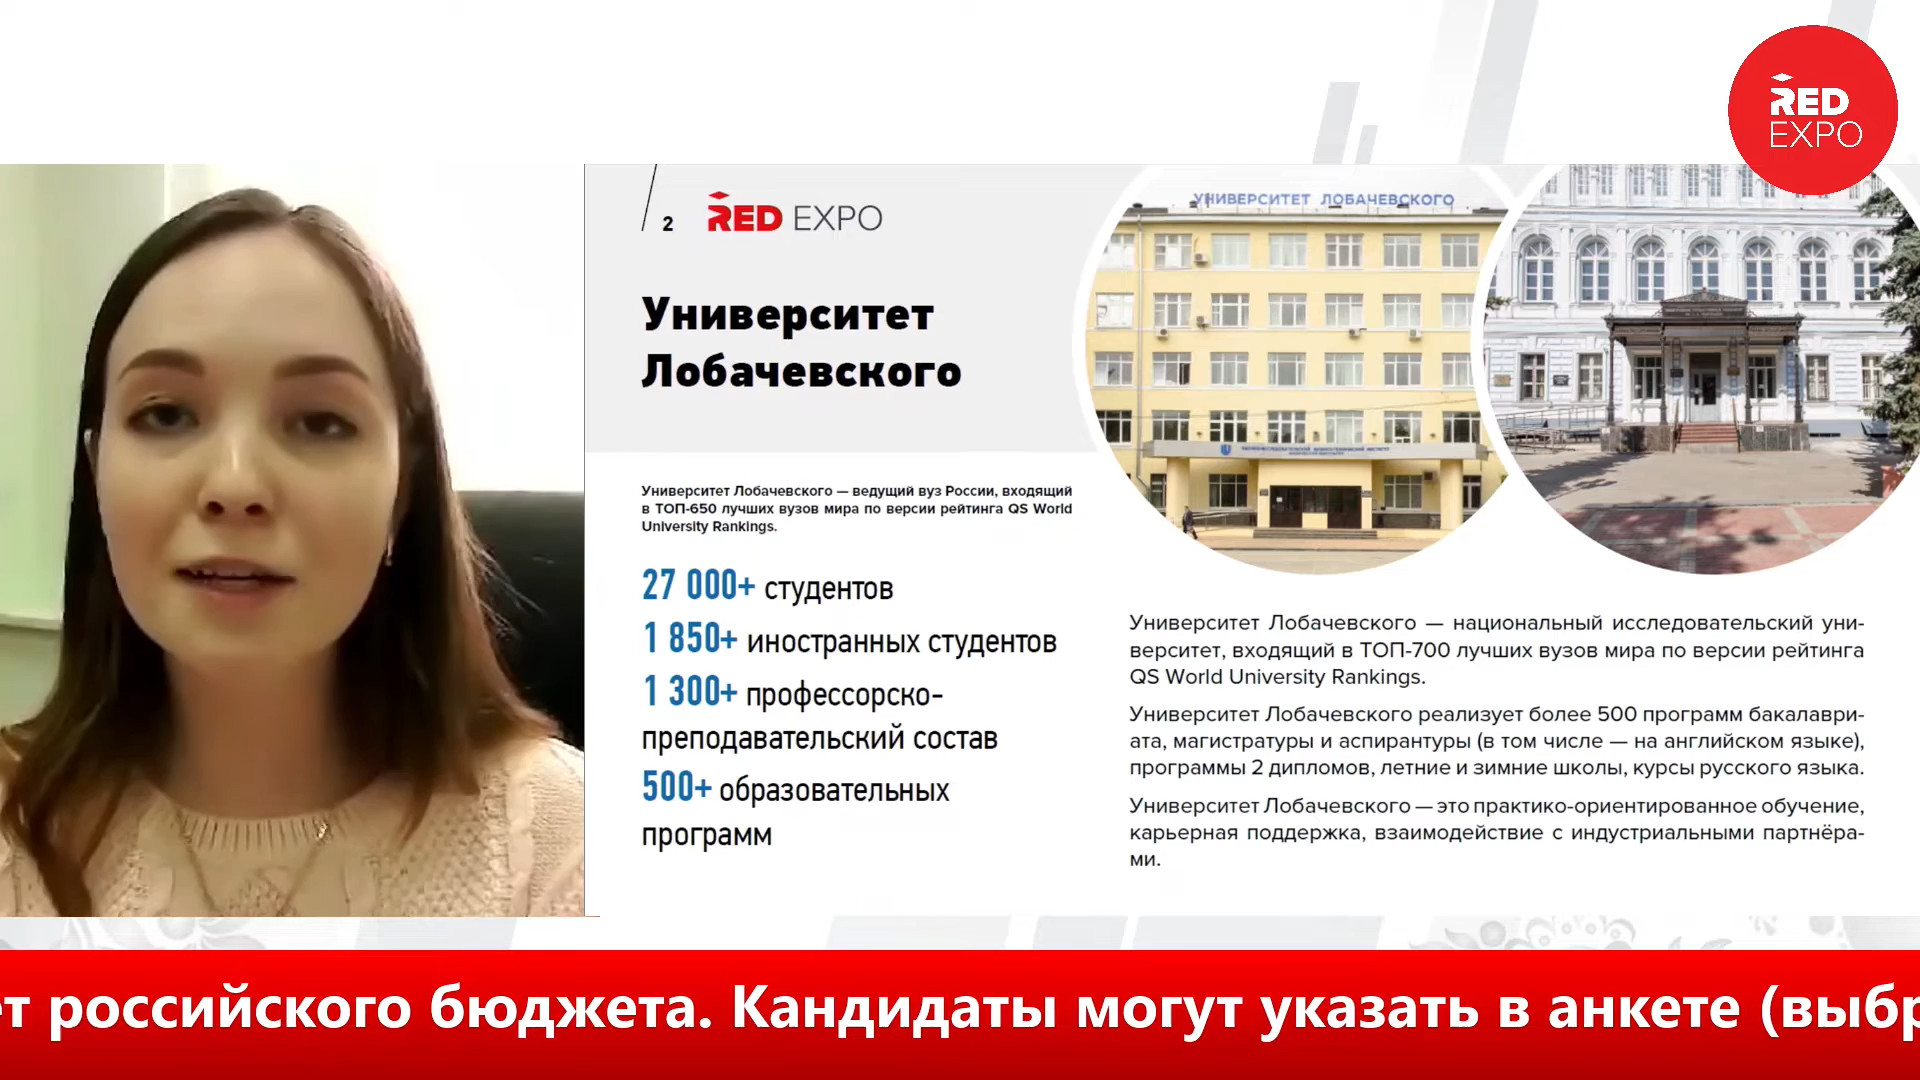 RED
EXPO
2
RED EXPO
УНИВЕРСИТЕТ ЛОБАЧЕВСКОГО
Университет
Лобачевского
Университет Лобачевского — ведущий вуз России, входящий
в ТОП-650 лучших вузов мира по версии рейтинга QS World
University Rankings.
27 000+ студентов
1 850+ иностранных студентов
1 300+ профессорско-
преподавательский состав
500+ образовательных
программ
Университет Лобачевского — национальный исследовательский уни-
верситет, входящий в ТОП-700 лучших вузов мира по версии рейтинга
QS World University Rankings.
Университет Лобачевского реализует более 500 программ бакалаври-
ата, магистратуры и аспирантуры (в том числе — на английском языке),
программы 2 дипломов, летние и зимние школы, курсы русского языка.
Университет Лобачевского — это практико-ориентированное обучение,
карьерная поддержка, взаимодействие с индустриальными партнёра-
ми.
ет российского бюджета. Кандидаты могут указать в анкете (выбр